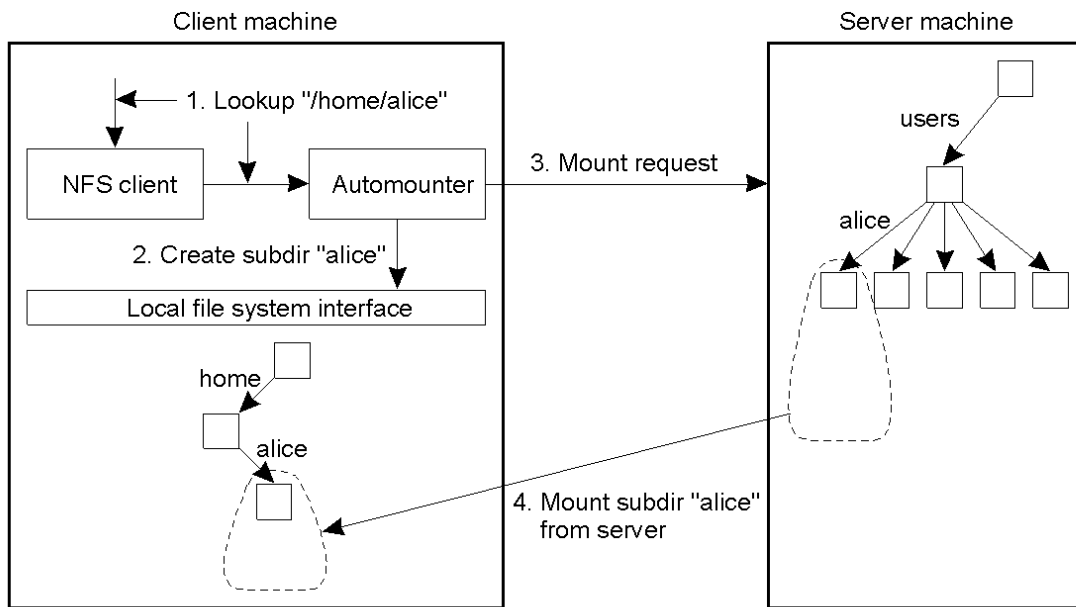 Client machine
Server machine
1. Lookup "/home/alice"
users
NFS client
Automounter
3. Mount request
alice
2. Create subdir "alice"
Local file system interface
home
alice
4. Mount subdir "alice"
from server